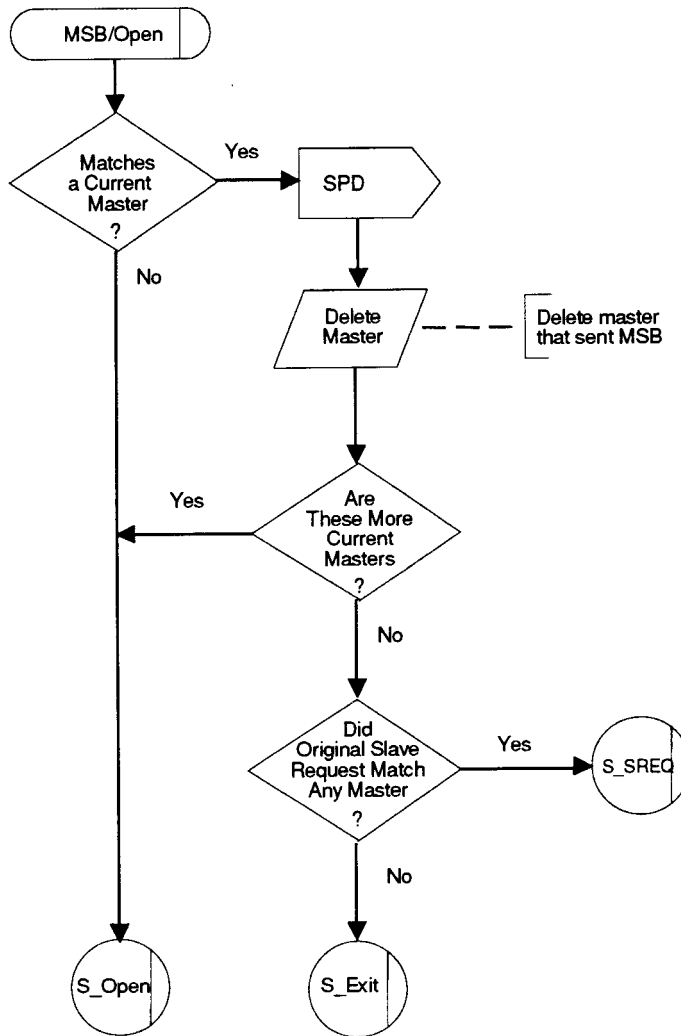 MSB/Open
Matches
a Current
Master
?
Yes
SPD
No
Delete
Master
Delete master
that sent MSB
Yes
Are
These More
Current
Masters
?
No
Did
Original Slave
Request Match
Any Master
?
Yes
S_SREQ
No
S_Open
S_Exit